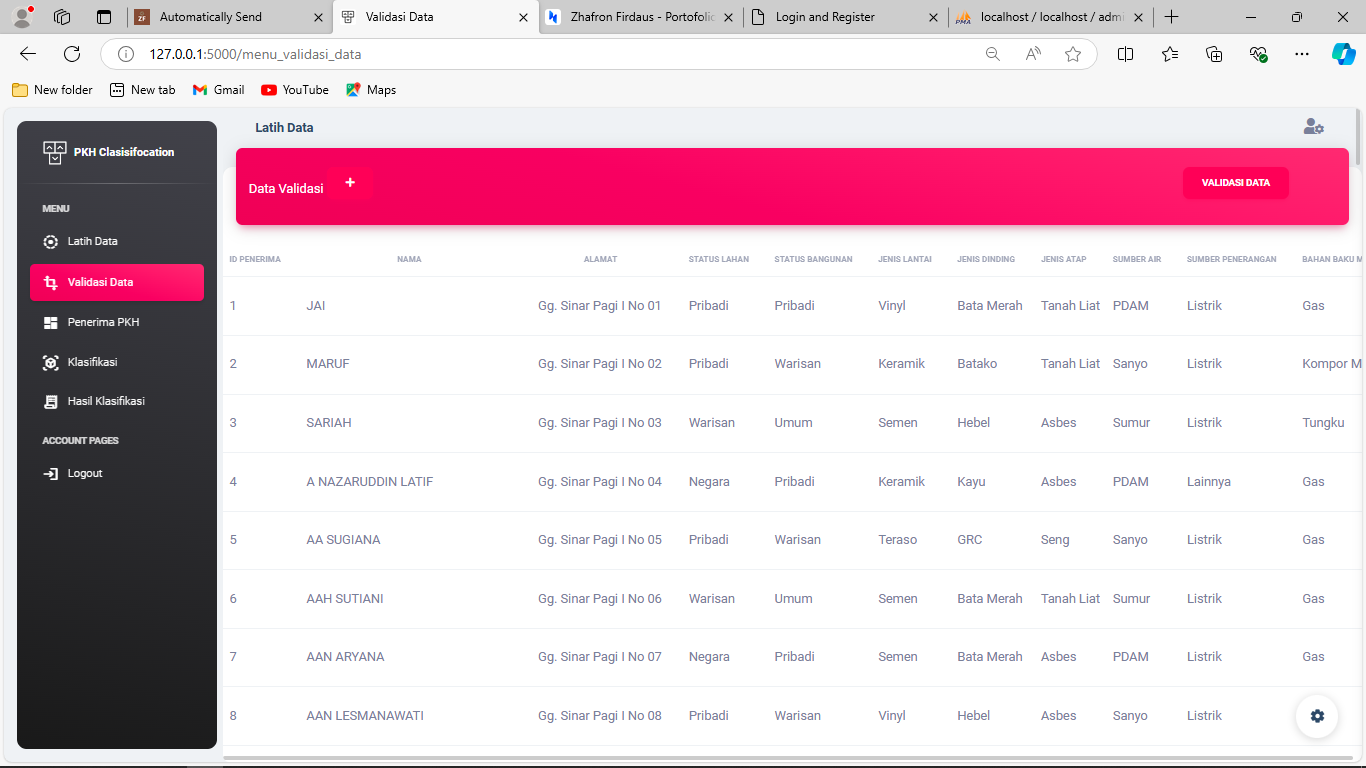 Automatically Send
Validasi Data
Zhafron Firdaus - Portofolio
Login and Register
localhost / localhost / admi
127.0.0.1:5000/menu_validasi_data
New folder
New tab
Gmail
YouTube
Maps
PKH Clasisifocation
MENU
Latih Data
Validasi Data
Penerima PKH
Klasifikasi
Hasil Klasifikasi
ACCOUNT PAGES
Logout
Latih Data
Data Validasi +
VALIDASI DATA
ID PENERIMA NAMA ALAMAT STATUS LAHAN STATUS BANGUNAN JENIS LANTAI JENIS DINDING JENIS ATAP SUMBER AIR SUMBER PENERANGAN BAHAN BAKU M
1 JAI Gg. Sinar Pagi I No 01 Pribadi Pribadi Vinyl Bata Merah Tanah Liat PDAM Listrik Gas
2 MARUF Gg. Sinar Pagi I No 02 Pribadi Warisan Keramik Batako Tanah Liat Sanyo Listrik Kompor M
3 SARIAH Gg. Sinar Pagi I No 03 Warisan Umum Semen Hebel Asbes Sumur Listrik Tungku
4 A NAZARUDDIN LATIF Gg. Sinar Pagi I No 04 Negara Pribadi Keramik Kayu Asbes PDAM Lainnya Gas
5 AA SUGIANA Gg. Sinar Pagi I No 05 Pribadi Warisan Teraso GRC Seng Sanyo Listrik Gas
6 AAH SUTIANI Gg. Sinar Pagi I No 06 Warisan Umum Semen Bata Merah Tanah Liat Sumur Listrik Gas
7 AAN ARYANA Gg. Sinar Pagi I No 07 Negara Pribadi Semen Bata Merah Asbes PDAM Listrik Gas
8 AAN LESMANAWATI Gg. Sinar Pagi I No 08 Pribadi Warisan Vinyl Hebel Asbes Sanyo Listrik